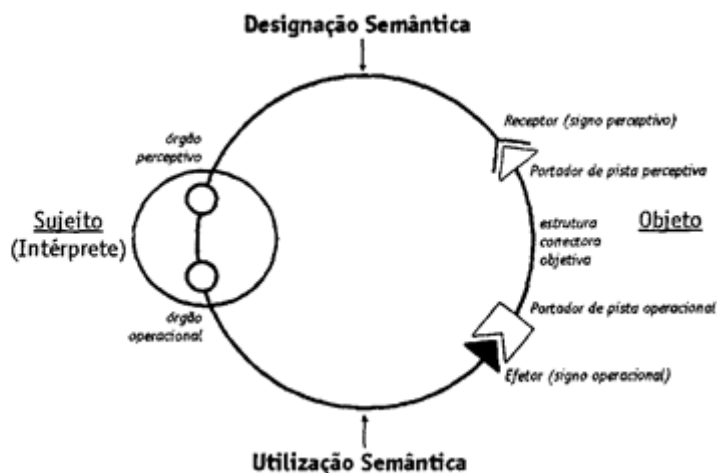 Designação Semântica
Receptor (signo perceptivo)
órgão
perceptivo
Portador de pista perceptiva
Sujeito
(Intérprete)
estrutura
conectora
objetiva
Objeto
Portador de pista operacional
órgão
operacional
Efetor (signo operacional)
Utilização Semântica